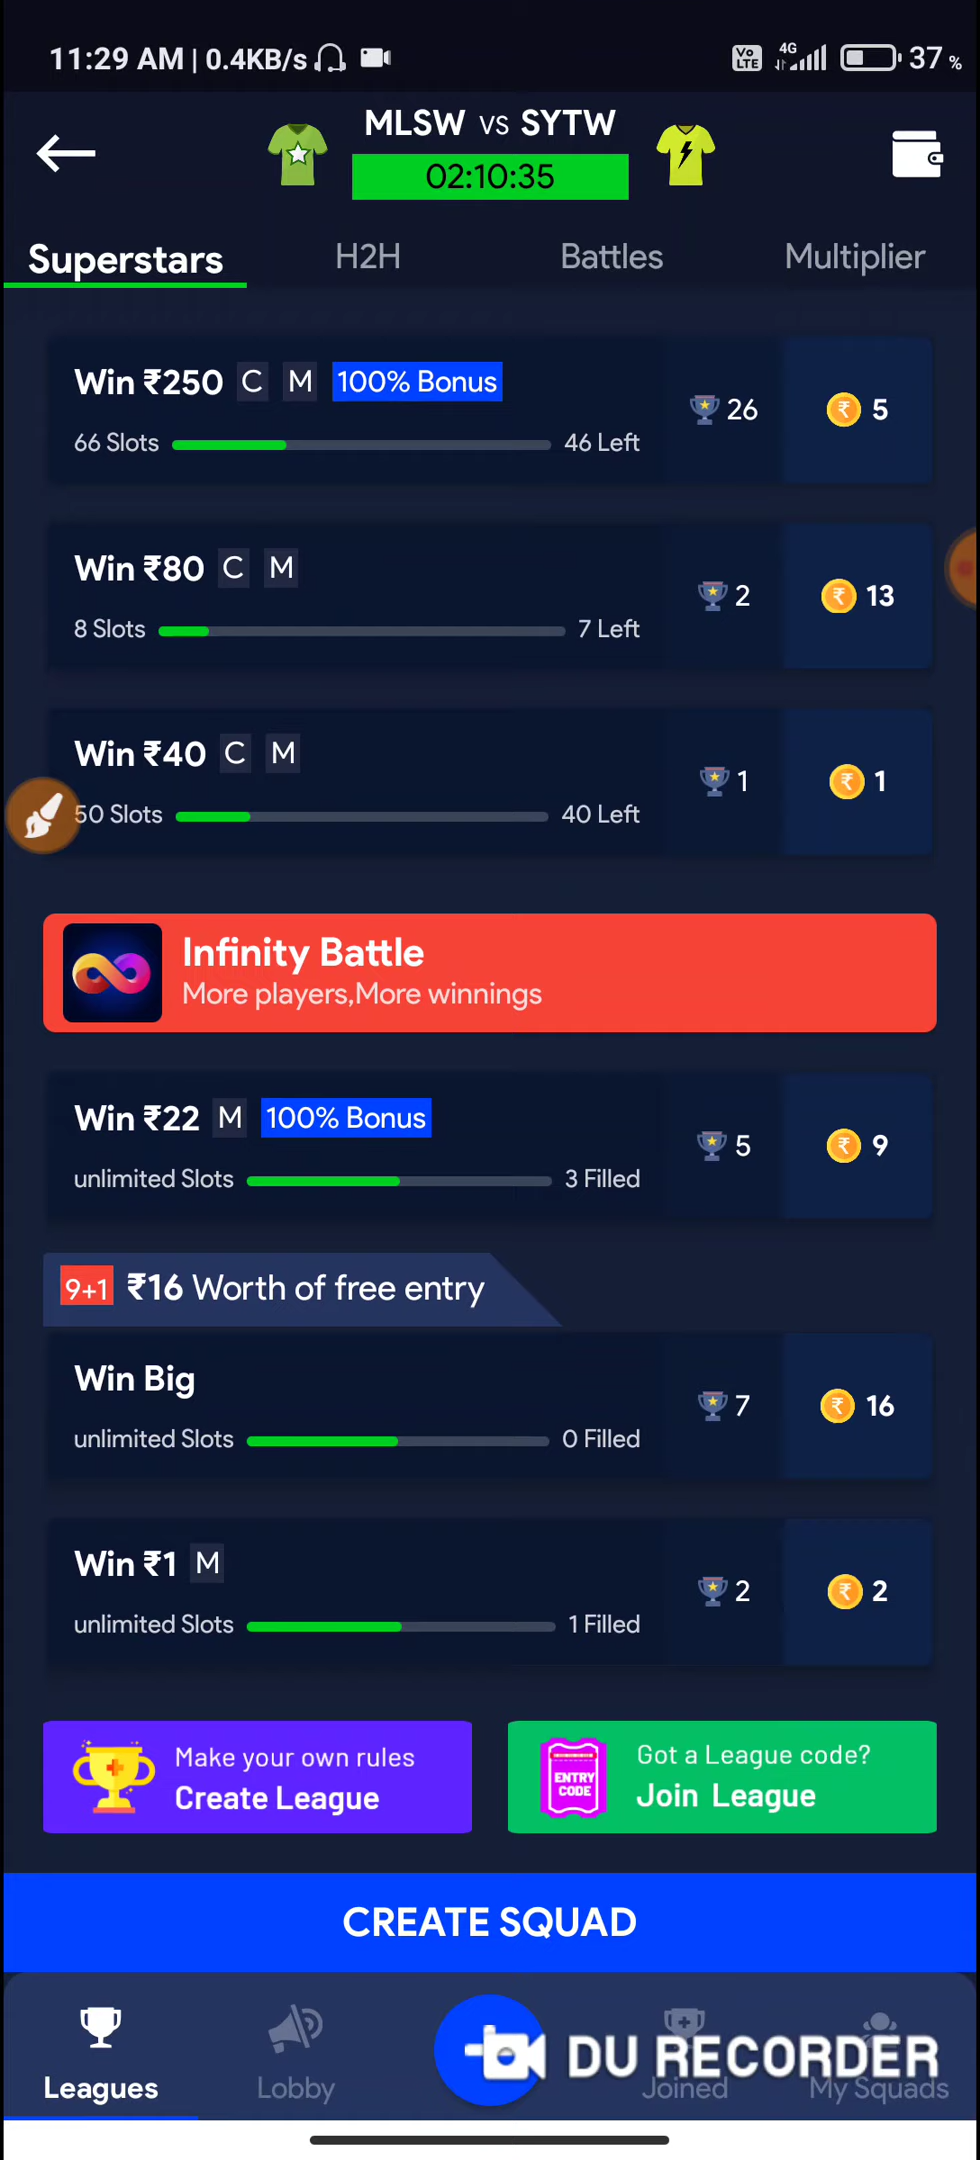 11:29 AM | 0.4KB/s Vo LTE 4G 37 %
MLSW vs SYTW
02:10:35
Superstars H2H Battles Multiplier
Win ₹250 C M 100% Bonus 26 ₹ 5
66 Slots 46 Left
Win ₹80 C M 2 ₹ 13
8 Slots 7 Left
Win ₹40 C M 1 ₹ 1
50 Slots 40 Left
Infinity Battle
More players,More winnings
Win ₹22 M 100% Bonus 5 ₹ 9
unlimited Slots 3 Filled
9+1 ₹16 Worth of free entry
Win Big 7 ₹ 16
unlimited Slots 0 Filled
Win ₹1 M 2 ₹ 2
unlimited Slots 1 Filled
Make your own rules
Create League
ENTRY CODE
Got a League code?
Join League
CREATE SQUAD
DU RECORDER
Leagues Lobby Joined My Squads